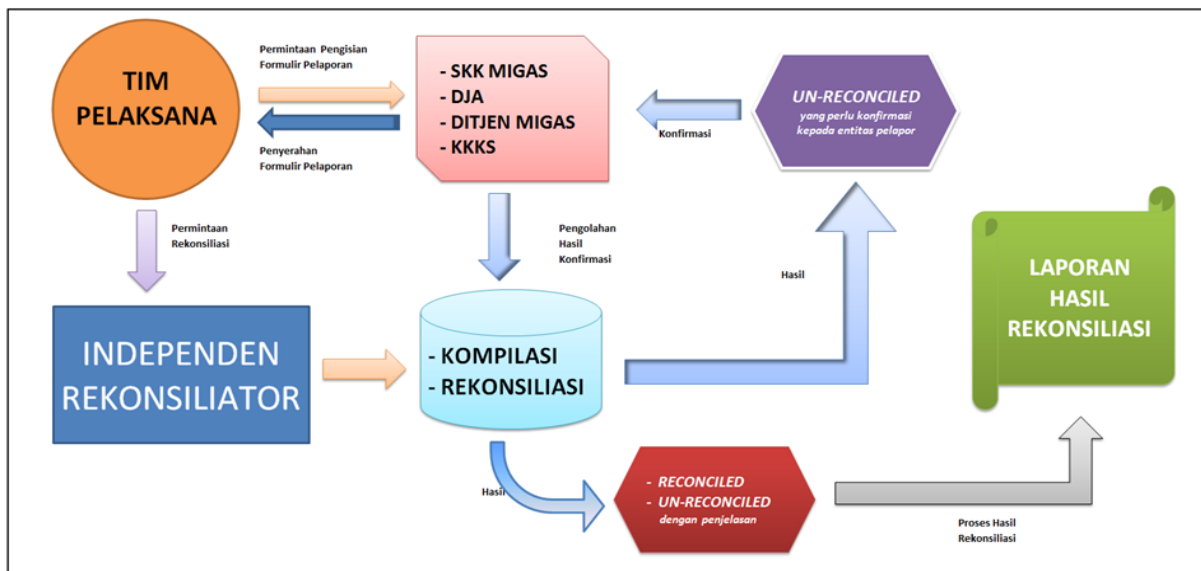 TIM
PELAKSANA
Permintaan Pengisian
Formulir Pelaporan
Penyerahan
Formulir Pelaporan
- SKK MIGAS
- DJA
- DITJEN MIGAS
- KKKS
Konfirmasi
UN-RECONCILED
yang perlu konfirmasi
kepada entitas pelapor
Permintaan
Rekonsiliasi
Pengolahan
Hasil
Konfirmasi
Hasil
LAPORAN
HASIL
REKONSILIASI
INDEPENDEN
REKONSILIATOR
- KOMPILASI
- REKONSILIASI
Hasil
- RECONCILED
- UN-RECONCILED
dengan penjelasan
Proses Hasil
Rekonsiliasi